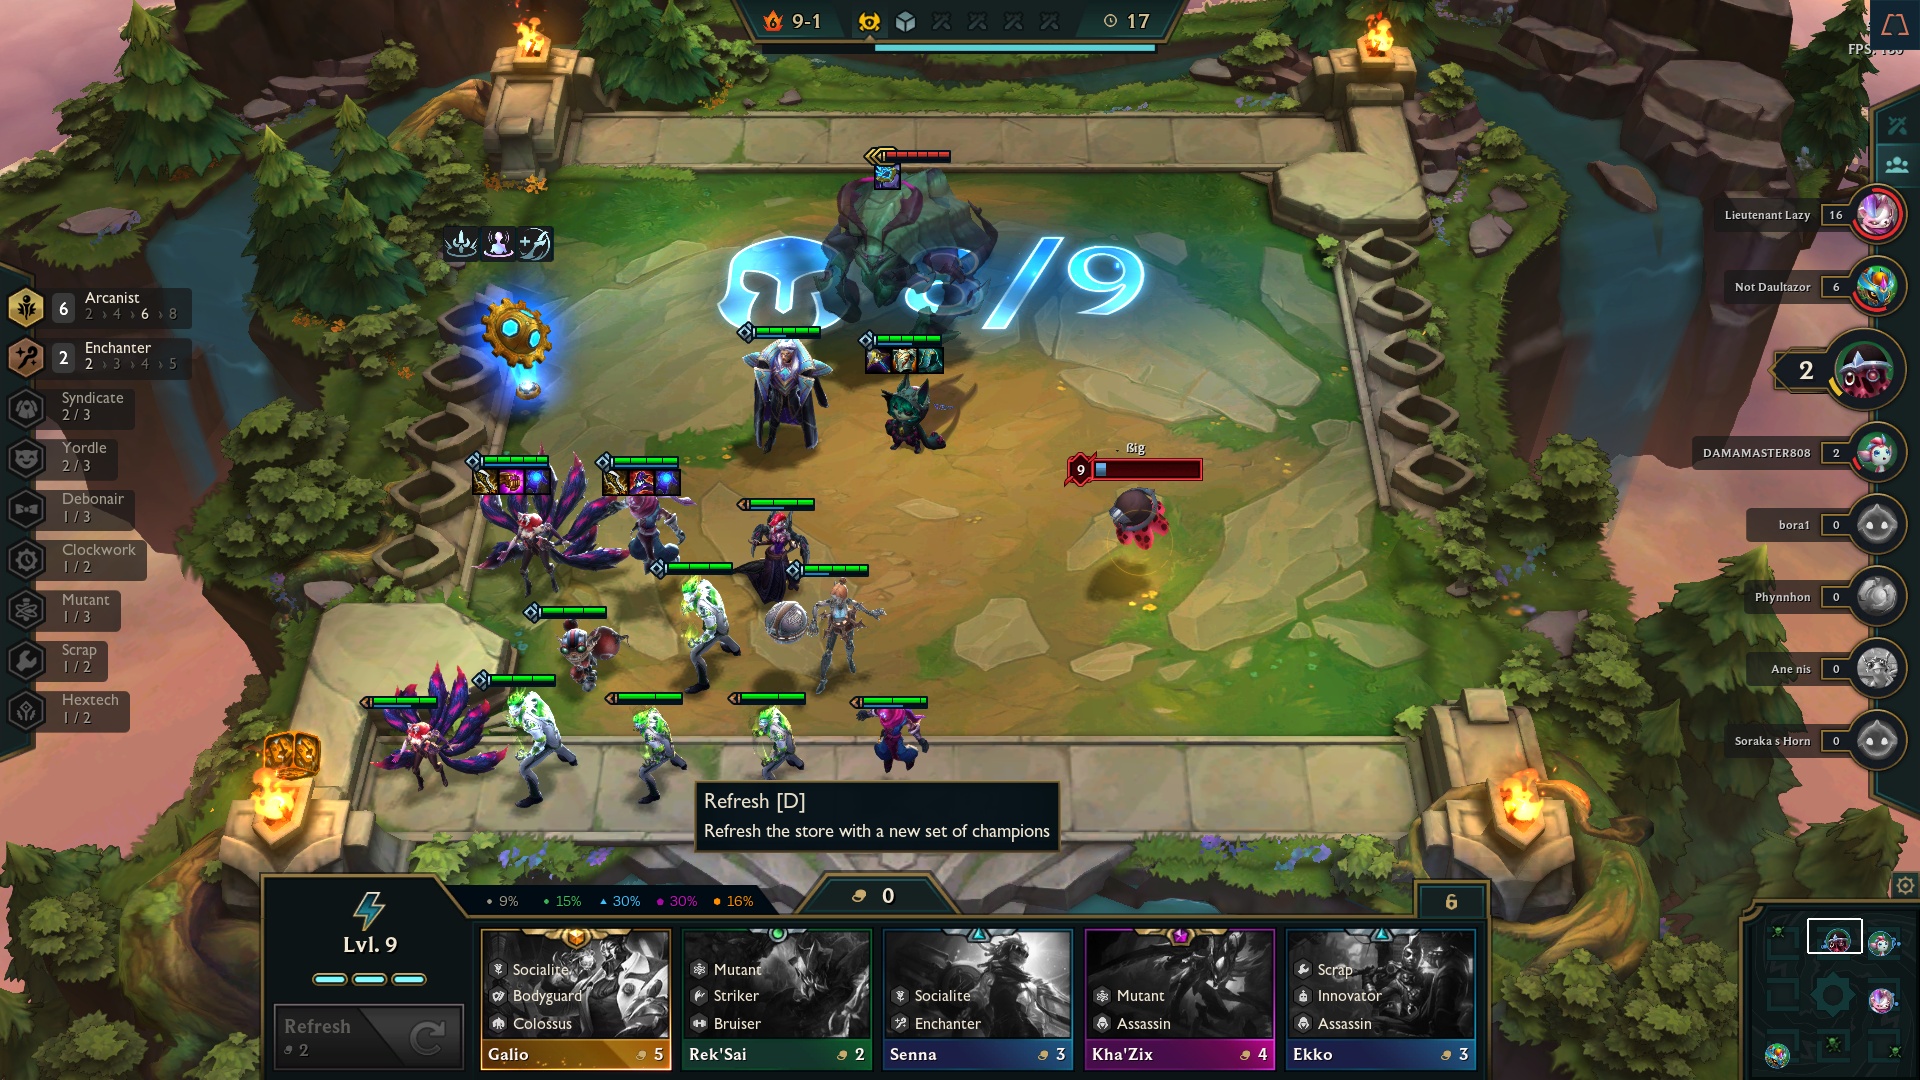 9-1
17
FPS:
/9
Lieutenant Lazy 16
Not Daultazor 6
2
DAMAMASTER808 2
bora1 0
Phynnhon 0
Ane nis 0
Soraka s Horn 0
6 Arcanist
2 › 4 › 6 › 8
2 Enchanter
2 › 3 › 4 › 5
Syndicate
2 / 3
Yordle
2 / 3
Debonair
1 / 3
Clockwork
1 / 2
Mutant
1 / 3
Scrap
1 / 2
Hextech
1 / 2
ßig
9
Refresh [D]
Refresh the store with a new set of champions
9% 15% 30% 30% 16%
0
6
Lvl. 9
Refresh
2
Socialite
Bodyguard
Colossus
Galio 5
Mutant
Striker
Bruiser
Rek'Sai 2
Socialite
Enchanter
Senna 3
Mutant
Assassin
Kha'Zix 4
Scrap
Innovator
Assassin
Ekko 3